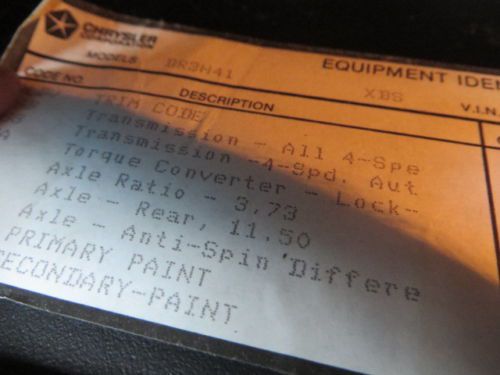 CHRYSLER
CORPORATION
EQUIPMENT IDEN
MODELS BR3H41 XBS V.I.N.
CODE NO DESCRIPTION
TRIM CODE
Transmission - All 4-Spe
Transmission -4-Spd. Aut
Torque Converter - Lock-
Axle Ratio - 3.73
Axle - Rear, 11.50
Axle - Anti-Spin Differe
PRIMARY PAINT
SECONDARY-PAINT